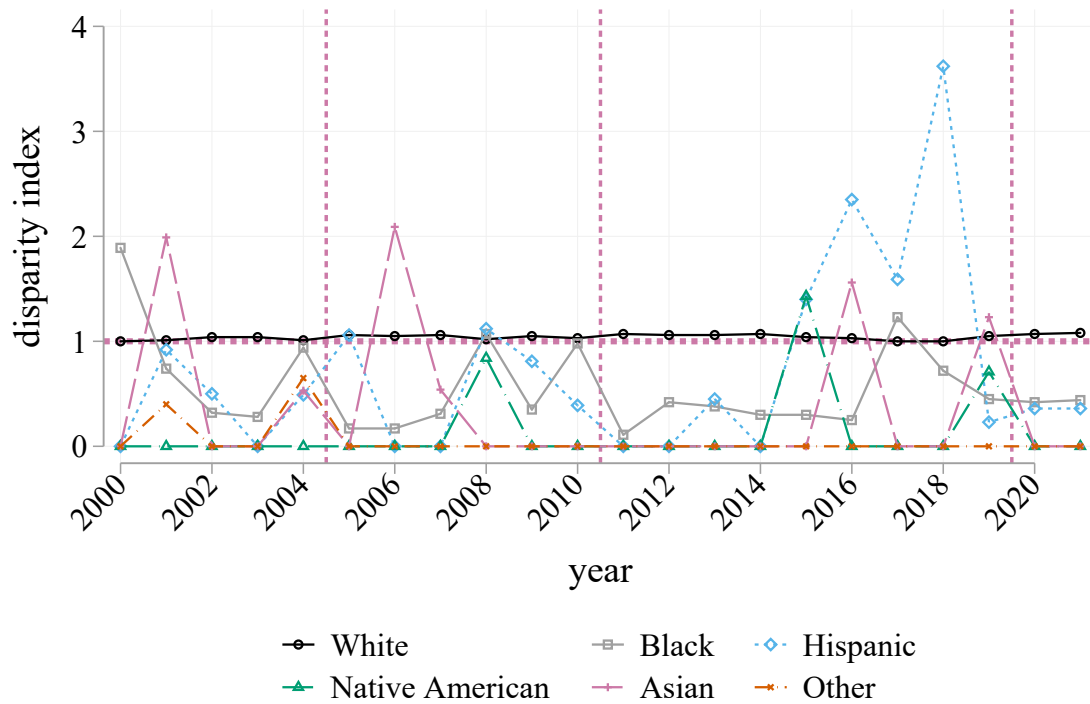 4
3
2
1
0
disparity index
2000 2002 2004 2006 2008 2010 2012 2014 2016 2018 2020
year
White Black Hispanic
Native American Asian Other